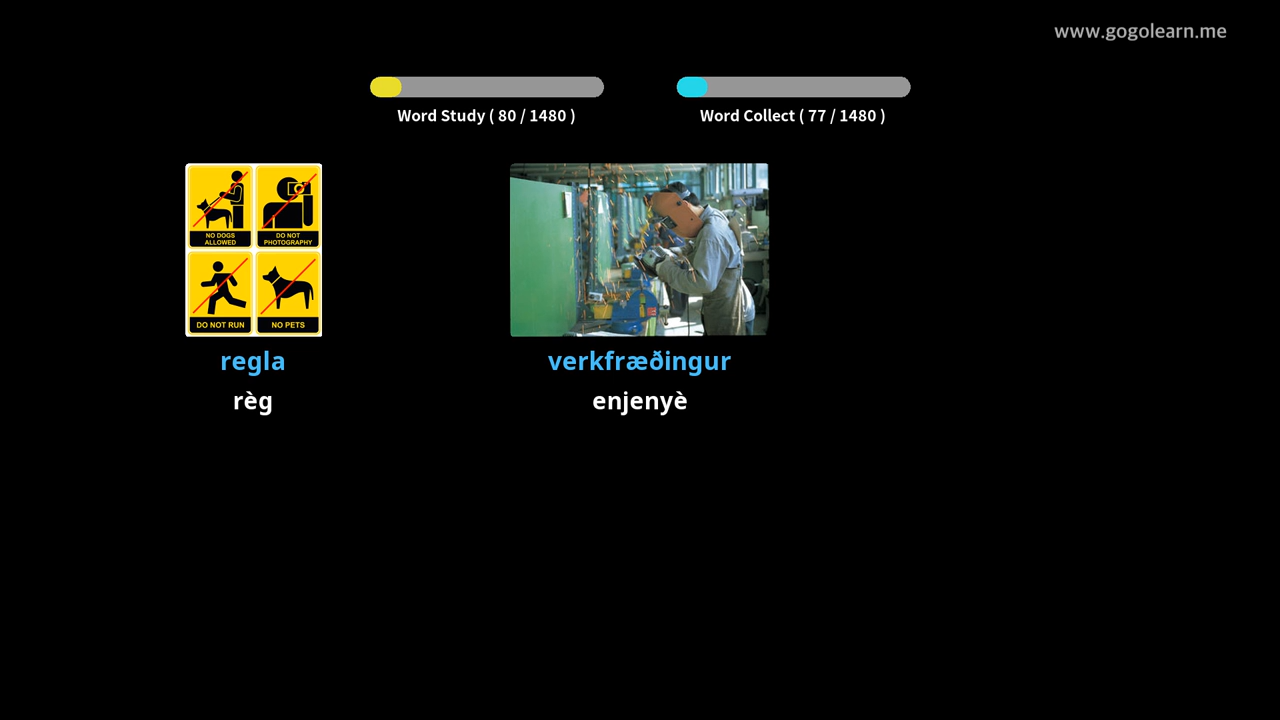 www.gogolearn.me
Word Study ( 80 / 1480 )
Word Collect ( 77 / 1480 )
NO DOGS
ALLOWED
DO NOT
PHOTOGRAPHY
DO NOT RUN
NO PETS
regla
règ
verkfræðingur
enjenyè